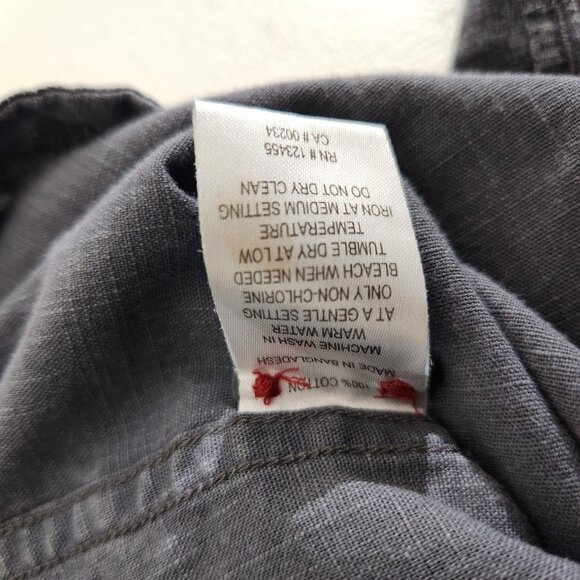 100% COTTON
MADE IN BANGLADESH
MACHINE WASH IN
WARM WATER
AT A GENTLE SETTING
ONLY NON-CHLORINE
BLEACH WHEN NEEDED
TUMBLE DRY AT LOW
TEMPERATURE
IRON AT MEDIUM SETTING
DO NOT DRY CLEAN
RN # 123455
CA # 00234